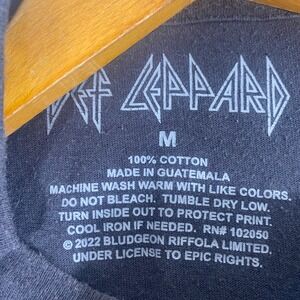 DEF LEPPARD
M
100% COTTON
MADE IN GUATEMALA
MACHINE WASH WARM WITH LIKE COLORS.
DO NOT BLEACH. TUMBLE DRY LOW.
TURN INSIDE OUT TO PROTECT PRINT.
COOL IRON IF NEEDED. RN# 102050
© 2022 BLUDGEON RIFFOLA LIMITED.
UNDER LICENSE TO EPIC RIGHTS.